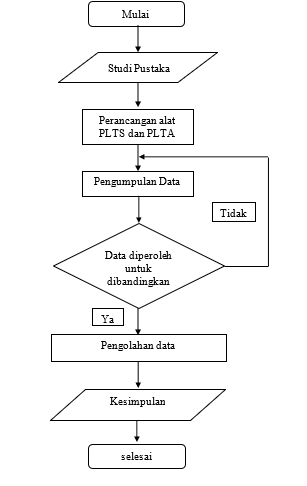 Mulai
Studi Pustaka
Perancangan alat
PLTS dan PLTA
Pengumpulan Data
Tidak
Data diperoleh
untuk
dibandingkan
Ya
Pengolahan data
Kesimpulan
selesai